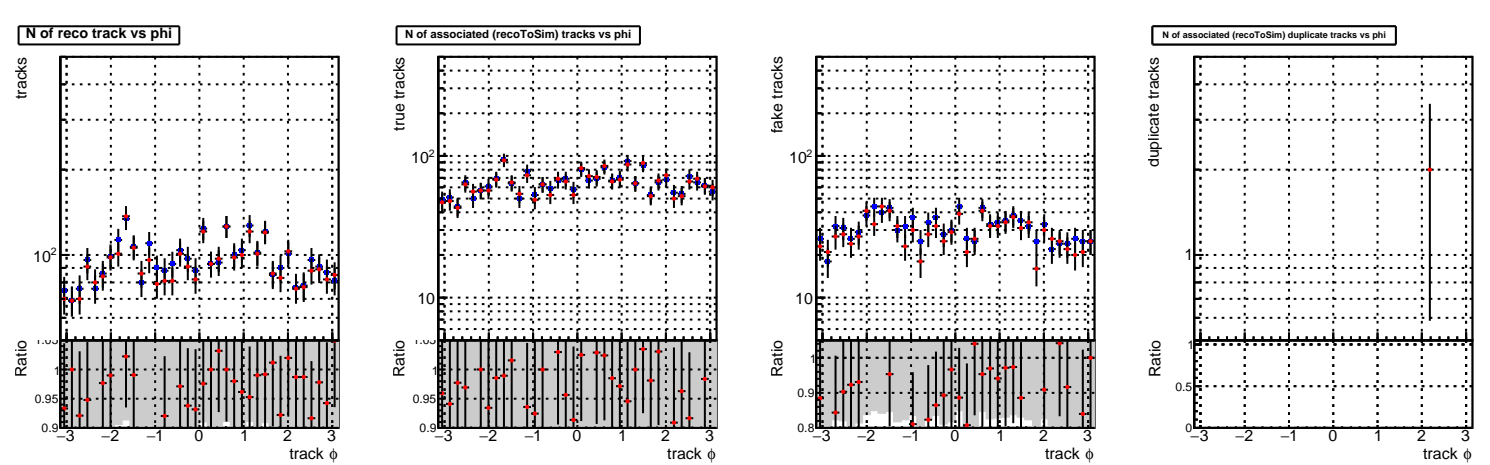 N of reco track vs phi
tracks
10²
Ratio
1.05
1
0.95
0.9
−3 −2 −1 0 1 2 3
track ϕ
N of associated (recoToSim) tracks vs phi
true tracks
10²
10
Ratio
1.05
1
0.95
0.9
−3 −2 −1 0 1 2 3
track ϕ
fake tracks
10²
10
Ratio
1
0.9
0.8
−3 −2 −1 0 1 2 3
track ϕ
N of associated (recoToSim) duplicate tracks vs phi
duplicate tracks
1
Ratio
1
0.5
0
−3 −2 −1 0 1 2 3
track ϕ